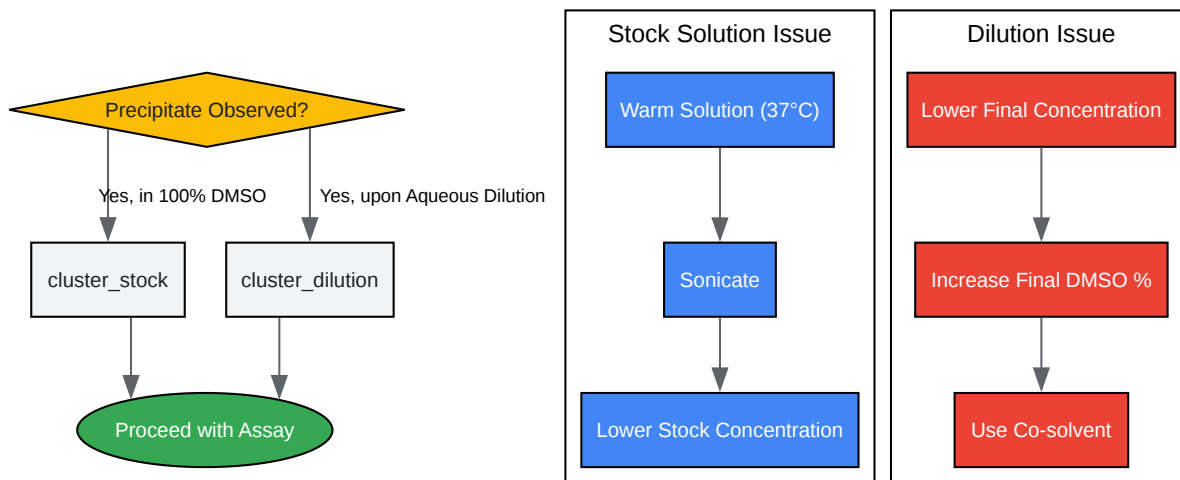 Precipitate Observed?
Yes, in 100% DMSO
Yes, upon Aqueous Dilution
cluster_stock
cluster_dilution
Proceed with Assay
Stock Solution Issue
Warm Solution (37°C)
Sonicate
Lower Stock Concentration
Dilution Issue
Lower Final Concentration
Increase Final DMSO %
Use Co-solvent